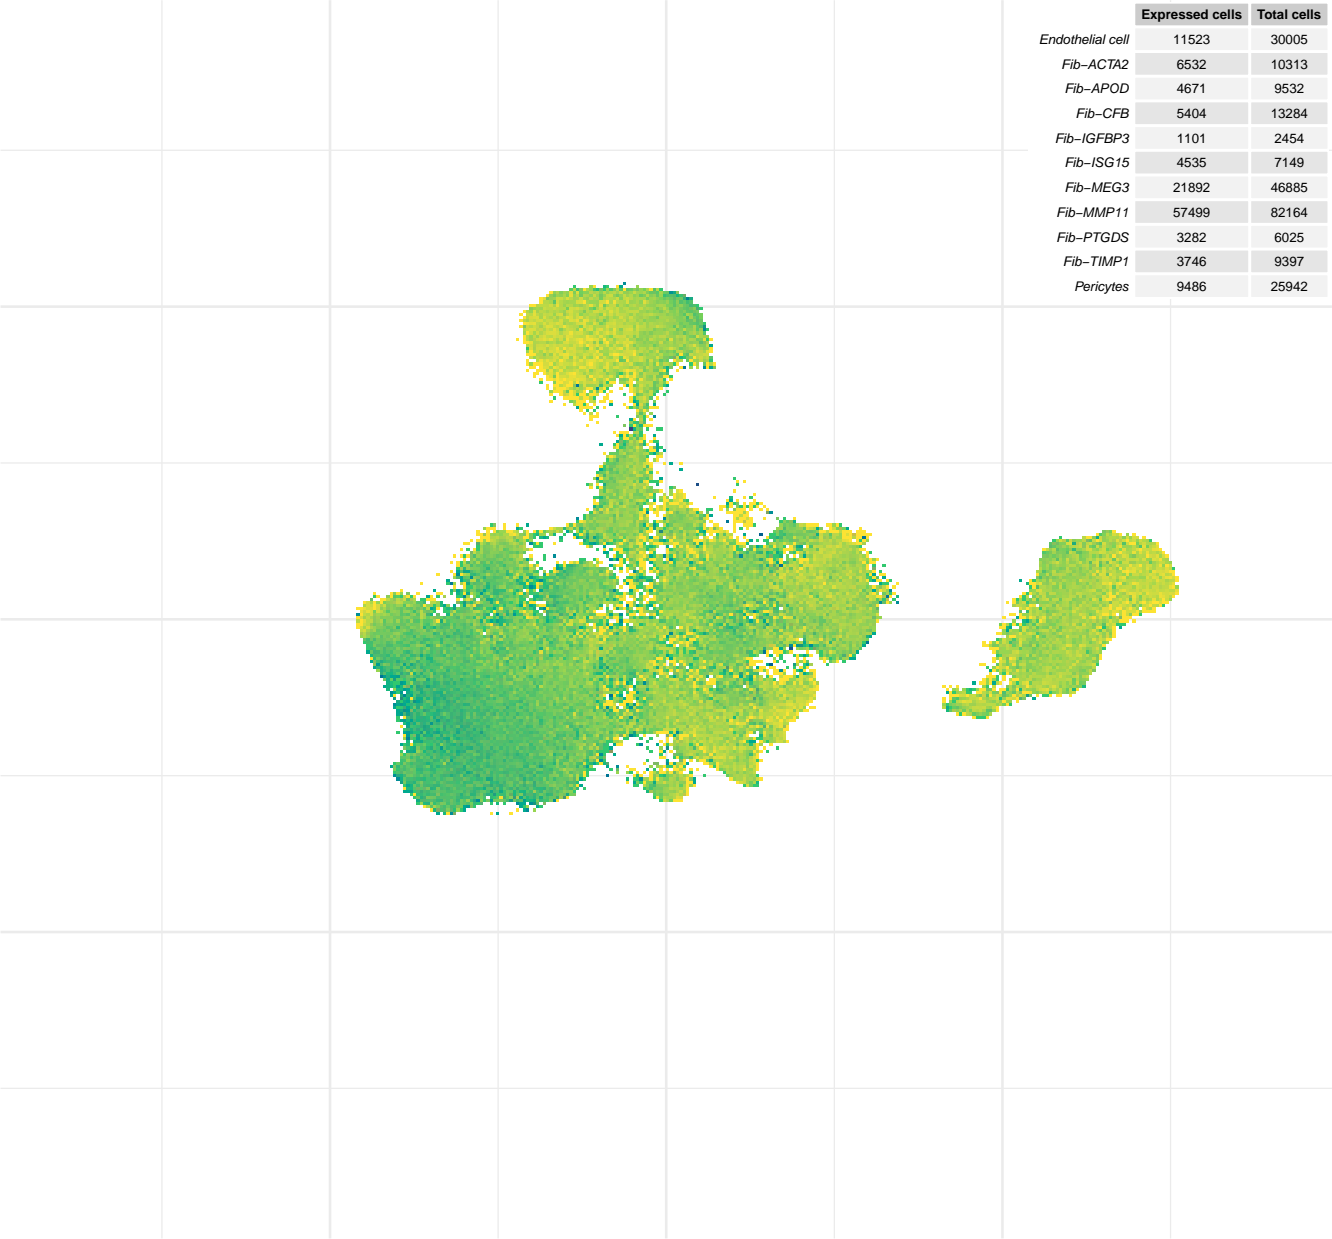 Expressed cells Total cells
Endothelial cell 11523 30005
Fib−ACTA2 6532 10313
Fib−APOD 4671 9532
Fib−CFB 5404 13284
Fib−IGFBP3 1101 2454
Fib−ISG15 4535 7149
Fib−MEG3 21892 46885
Fib−MMP11 57499 82164
Fib−PTGDS 3282 6025
Fib−TIMP1 3746 9397
Pericytes 9486 25942